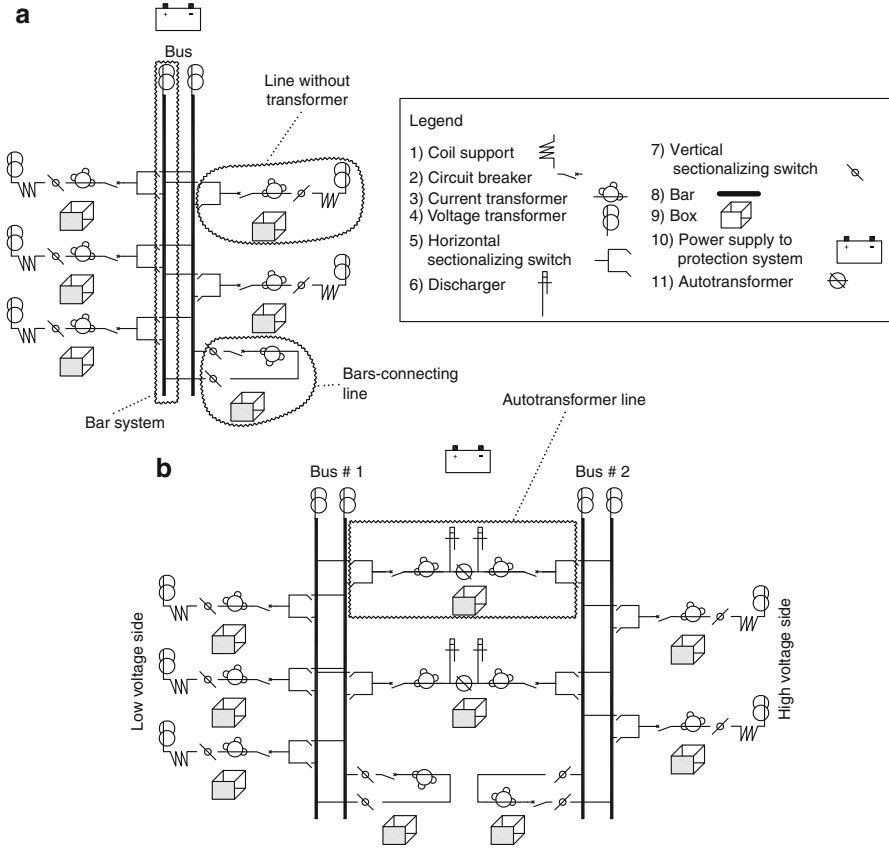 a
+ -
Bus
Line without
transformer
Legend
1) Coil support
2) Circuit breaker
3) Current transformer
4) Voltage transformer
5) Horizontal
sectionalizing switch
6) Discharger
7) Vertical
sectionalizing switch
8) Bar
9) Box
10) Power supply to
protection system
+ -
11) Autotransformer
Bars-connecting
line
Bar system
Autotransformer line
b
+ -
Bus # 1
Bus # 2
Low voltage side
High voltage side